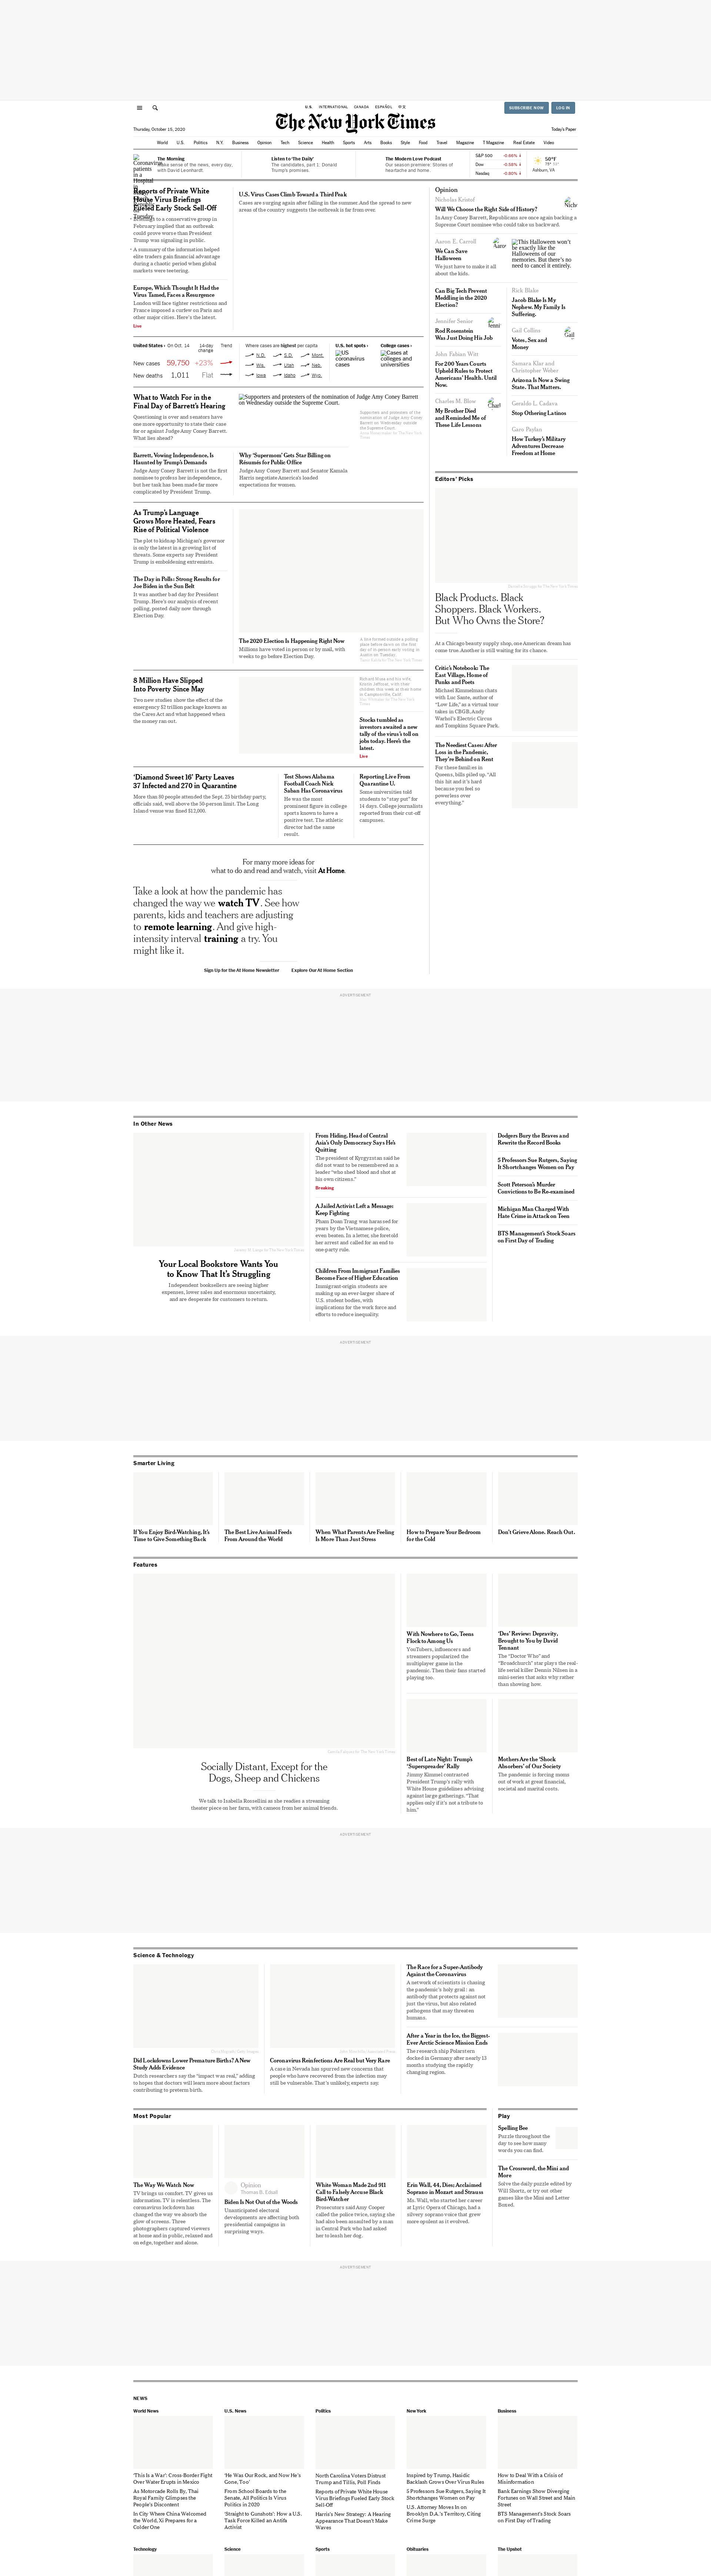 U.S. INTERNATIONAL CANADA ESPAÑOL 中文
SUBSCRIBE NOW LOG IN
The New York Times
Thursday, October 15, 2020
Today's Paper
World U.S. Politics N.Y. Business Opinion Tech Science Health Sports Arts Books Style Food Travel Magazine T Magazine Real Estate Video
The Morning
Make sense of the news, every day, with David Leonhardt.
Listen to 'The Daily'
The candidates, part 1: Donald Trump's promises.
The Modern Love Podcast
Our season premiere: Stories of heartache and home.
S&P 500
Dow
Nasdaq
50°F
Ashburn, VA
Reports of Private White
House Virus Briefings
Fueled Early Stock Sell-Off
Briefings to a conservative group in
February implied that an outbreak
could prove worse than President
Trump was signaling in public.
A summary of the information helped
elite traders gain financial advantage
during a chaotic period when global
markets were teetering.
Europe, Which Thought It Had the
Virus Tamed, Faces a Resurgence
London will face tighter restrictions and
France imposed a curfew on Paris and
other major cities. Here's the latest.
Live
U.S. Virus Cases Climb Toward a Third Peak
Cases are surging again after falling in the summer. And the spread to new
areas of the country suggests the outbreak is far from over.
United States › On Oct. 14 14-day change Trend
New cases 59,750 +23%
New deaths 1,011 Flat
Where cases are highest per capita
N.D. S.D. Mont.
Wis. Utah Neb.
Iowa Idaho Wyo.
U.S. hot spots ›
US coronavirus cases
College cases ›
Cases at colleges and universities
What to Watch For in the
Final Day of Barrett's Hearing
Questioning is over and senators have
one more opportunity to state their case
for or against Judge Amy Coney Barrett.
What lies ahead?
Supporters and protesters of the nomination of Judge Amy Coney Barrett
on Wednesday outside the Supreme Court.
Supporters and protesters of the
nomination of Judge Amy Coney
Barrett on Wednesday outside
the Supreme Court.
Barrett, Vowing Independence, Is
Haunted by Trump's Demands
Judge Amy Coney Barrett is not the first
nominee to profess her independence,
but her task has been made far more
complicated by President Trump.
Why 'Supermom' Gets Star Billing on
Résumés for Public Office
Judge Amy Coney Barrett and Senator Kamala
Harris negotiate America's loaded
expectations for women.
As Trump's Language
Grows More Heated, Fears
Rise of Political Violence
The plot to kidnap Michigan's governor
is only the latest in a growing list of
threats. Some experts say President
Trump is emboldening extremists.
The Day in Polls: Strong Results for
Joe Biden in the Sun Belt
It was another bad day for President
Trump. Here's our analysis of recent
polling, posted daily now through
Election Day.
The 2020 Election Is Happening Right Now
Millions have voted in person or by mail, with
weeks to go before Election Day.
8 Million Have Slipped
Into Poverty Since May
Two new studies show the effect of the
emergency $2 trillion package known as
the Cares Act and what happened when
the money ran out.
Stocks tumbled as
investors awaited a new
tally of the virus's toll on
jobs today. Here's the
latest.
Live
'Diamond Sweet 16' Party Leaves
37 Infected and 270 in Quarantine
More than 80 people attended the Sept. 25 birthday party,
officials said, well above the 50-person limit. The Long
Island venue was fined $12,000.
Test Shows Alabama
Football Coach Nick
Saban Has Coronavirus
He was the most
prominent figure in college
sports known to have a
positive test. The athletic
director had the same
result.
Reporting Live From
Quarantine U.
Some universities told
students to "stay put" for
14 days. College journalists
reported from their cut-off
campuses.
For many more ideas for
what to do and read and watch, visit At Home.
Take a look at how the pandemic has
changed the way we watch TV. See how
parents, kids and teachers are adjusting
to remote learning. And give high-
intensity interval training a try. You
might like it.
Sign Up for the At Home Newsletter Explore Our At Home Section
Opinion
Nicholas Kristof
Will We Choose the Right Side of History?
In Amy Coney Barrett, Republicans are once again backing a
Supreme Court nominee who could take us backward.
Aaron E. Carroll
We Can Save
Halloween
We just have to make it all
about the kids.
This Halloween won't be exactly like the Halloweens of our memories. But there's no need to cancel it entirely.
Can Big Tech Prevent
Meddling in the 2020
Election?
Jennifer Senior
Rod Rosenstein
Was Just Doing His Job
John Fabian Witt
For 200 Years Courts
Upheld Rules to Protect
Americans' Health. Until
Now.
Charles M. Blow
My Brother Died
and Reminded Me of
These Life Lessons
Rick Blake
Jacob Blake Is My
Nephew. My Family Is
Suffering.
Gail Collins
Votes, Sex and
Money
Samara Klar and
Christopher Weber
Arizona Is Now a Swing
State. That Matters.
Geraldo L. Cadava
Stop Othering Latinos
Garo Paylan
How Turkey's Military
Adventures Decrease
Freedom at Home
Editors' Picks
Black Products. Black
Shoppers. Black Workers.
But Who Owns the Store?
At a Chicago beauty supply shop, one American dream has
come true. Another is still waiting for its chance.
Critic's Notebook: The
East Village, Home of
Punks and Poets
Michael Kimmelman chats
with Luc Sante, author of
"Low Life," as a virtual tour
takes in CBGB, Andy
Warhol's Electric Circus
and Tompkins Square Park.
The Neediest Cases: After
Loss in the Pandemic,
They're Behind on Rent
For these families in
Queens, bills piled up. "All
this hit and it's hard
because you feel so
powerless over
everything."
ADVERTISEMENT
In Other News
Your Local Bookstore Wants You
to Know That It's Struggling
Independent booksellers are seeing higher
expenses, lower sales and enormous uncertainty,
and are desperate for customers to return.
From Hiding, Head of Central
Asia's Only Democracy Says He's
Quitting
The president of Kyrgyzstan said he
did not want to be remembered as a
leader "who shed blood and shot at
his own citizens."
Breaking
A Jailed Activist Left a Message:
Keep Fighting
Pham Doan Trang was harassed for
years by the Vietnamese police,
even beaten. In a letter, she foretold
her arrest and called for an end to
one-party rule.
Children From Immigrant Families
Become Face of Higher Education
Immigrant-origin students are
making up an ever larger share of
U.S. student bodies, with
implications for the work force and
efforts to reduce inequality.
Dodgers Bury the Braves and
Rewrite the Record Books
5 Professors Sue Rutgers, Saying
It Shortchanges Women on Pay
Scott Peterson's Murder
Convictions to Be Re-examined
Michigan Man Charged With
Hate Crime in Attack on Teen
BTS Management's Stock Soars
on First Day of Trading
ADVERTISEMENT
Smarter Living
If You Enjoy Bird-Watching, It's
Time to Give Something Back
The Best Live Animal Feeds
From Around the World
When What Parents Are Feeling
Is More Than Just Stress
How to Prepare Your Bedroom
for the Cold
Don't Grieve Alone. Reach Out.
Features
Socially Distant, Except for the
Dogs, Sheep and Chickens
We talk to Isabella Rossellini as she readies a streaming
theater piece on her farm, with cameos from her animal friends.
With Nowhere to Go, Teens
Flock to Among Us
YouTubers, influencers and
streamers popularized the
multiplayer game in the
pandemic. Then their fans started
playing too.
'Des' Review: Depravity,
Brought to You by David
Tennant
The "Doctor Who" and
"Broadchurch" star plays the real-
life serial killer Dennis Nilsen in a
mini-series that asks why rather
than showing how.
Best of Late Night: Trump's
'Superspreader' Rally
Jimmy Kimmel contrasted
President Trump's rally with
White House guidelines advising
against large gatherings. "That
applies only if it's not a tribute to
him."
Mothers Are the 'Shock
Absorbers' of Our Society
The pandemic is forcing moms
out of work at great financial,
societal and marital costs.
ADVERTISEMENT
Science & Technology
Did Lockdowns Lower Premature Births? A New
Study Adds Evidence
Dutch researchers say the "impact was real," adding
to hopes that doctors will learn more about factors
contributing to preterm birth.
Coronavirus Reinfections Are Real but Very Rare
A case in Nevada has spurred new concerns that
people who have recovered from the infection may
still be vulnerable. That's unlikely, experts say.
The Race for a Super-Antibody
Against the Coronavirus
A network of scientists is chasing
the pandemic's holy grail: an
antibody that protects against not
just the virus, but also related
pathogens that may threaten
humans.
After a Year in the Ice, the Biggest-
Ever Arctic Science Mission Ends
The research ship Polarstern
docked in Germany after nearly 13
months studying the rapidly
changing region.
Most Popular
The Way We Watch Now
TV brings us comfort. TV gives us
information. TV is relentless. The
coronavirus lockdown has
changed the way we absorb the
glow of screens. Three
photographers captured viewers
at home and in public, relaxed and
on edge, together and alone.
Opinion
Thomas B. Edsall
Biden Is Not Out of the Woods
Unanticipated electoral
developments are affecting both
presidential campaigns in
surprising ways.
White Woman Made 2nd 911
Call to Falsely Accuse Black
Bird-Watcher
Prosecutors said Amy Cooper
called the police twice, saying she
had also been assaulted by a man
in Central Park who had asked
her to leash her dog.
Erin Wall, 44, Dies; Acclaimed
Soprano in Mozart and Strauss
Ms. Wall, who started her career
at Lyric Opera of Chicago, had a
silvery soprano voice that grew
more opulent as it evolved.
Play
Spelling Bee
Puzzle throughout the
day to see how many
words you can find.
The Crossword, the Mini and
More
Solve the daily puzzle edited by
Will Shortz, or try out other
games like the Mini and Letter
Boxed.
ADVERTISEMENT
NEWS
World News
'This Is a War': Cross-Border Fight
Over Water Erupts in Mexico
As Motorcade Rolls By, Thai
Royal Family Glimpses the
People's Discontent
In City Where China Welcomed
the World, Xi Prepares for a
Colder One
U.S. News
'He Was Out Rock, and Now He's
Gone, Too'
From School Boards to the
Senate, All Politics Is Virus
Politics in 2020
'Straight to Gunshots': How a U.S.
Task Force Killed an Antifa
Activist
Politics
North Carolina Voters Distrust
Trump and Tillis, Poll Finds
Reports of Private White House
Virus Briefings Fueled Early Stock
Sell-Off
Harris's New Strategy: A Hearing
Appearance That Doesn't Make
Waves
New York
Inspired by Trump, Hasidic
Backlash Grows Over Virus Rules
5 Professors Sue Rutgers, Saying It
Shortchanges Women on Pay
U.S. Attorney Moves In on
Brooklyn D.A.'s Territory, Citing
Crime Surge
Business
How to Deal With a Crisis of
Misinformation
Bank Earnings Show Diverging
Fortunes on Wall Street and Main
Street
BTS Management's Stock Soars
on First Day of Trading
Technology
Science
Sports
Obituaries
The Upshot